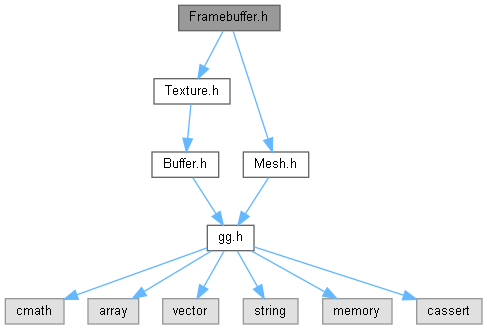 Framebuffer.h
Texture.h
Buffer.h
Mesh.h
gg.h
cmath
array
vector
string
memory
cassert